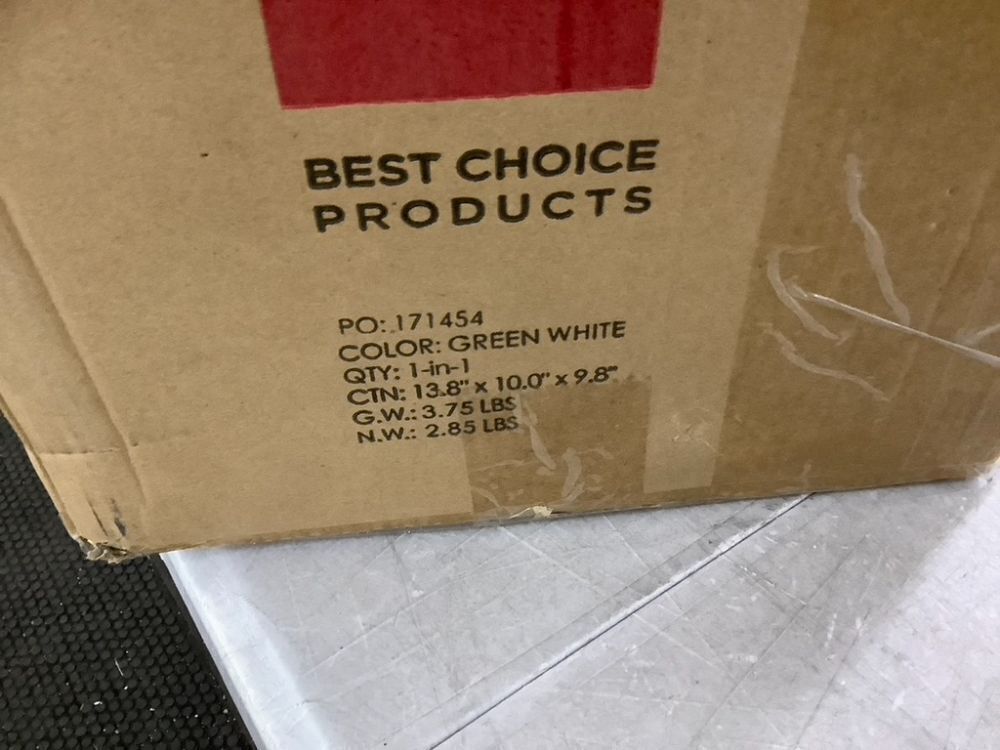 BEST CHOICE
PRODUCTS
PO: 171454
COLOR: GREEN WHITE
QTY: 1-in-1
CTN: 13.8" x 10.0" x 9.8"
G.W.: 3.75 LBS
N.W.: 2.85 LBS